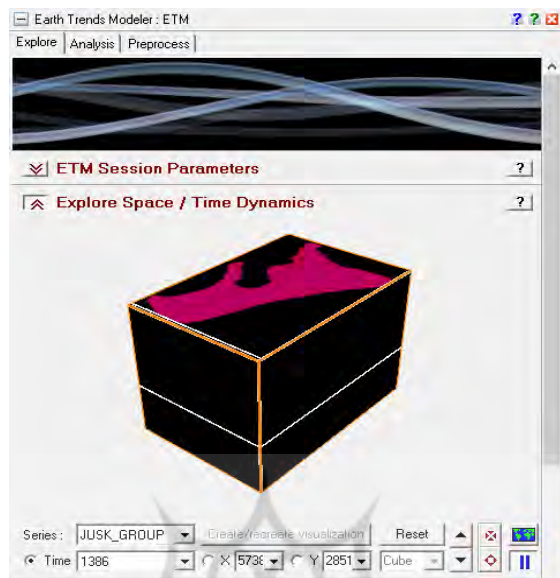 Earth Trends Modeler : ETM ? ?
Explore Analysis Preprocess
ETM Session Parameters ?
Explore Space / Time Dynamics ?
Series : JUSK_GROUP Create/recreate visualization Reset
Time 1386 X 5738 Y 2851 Cube